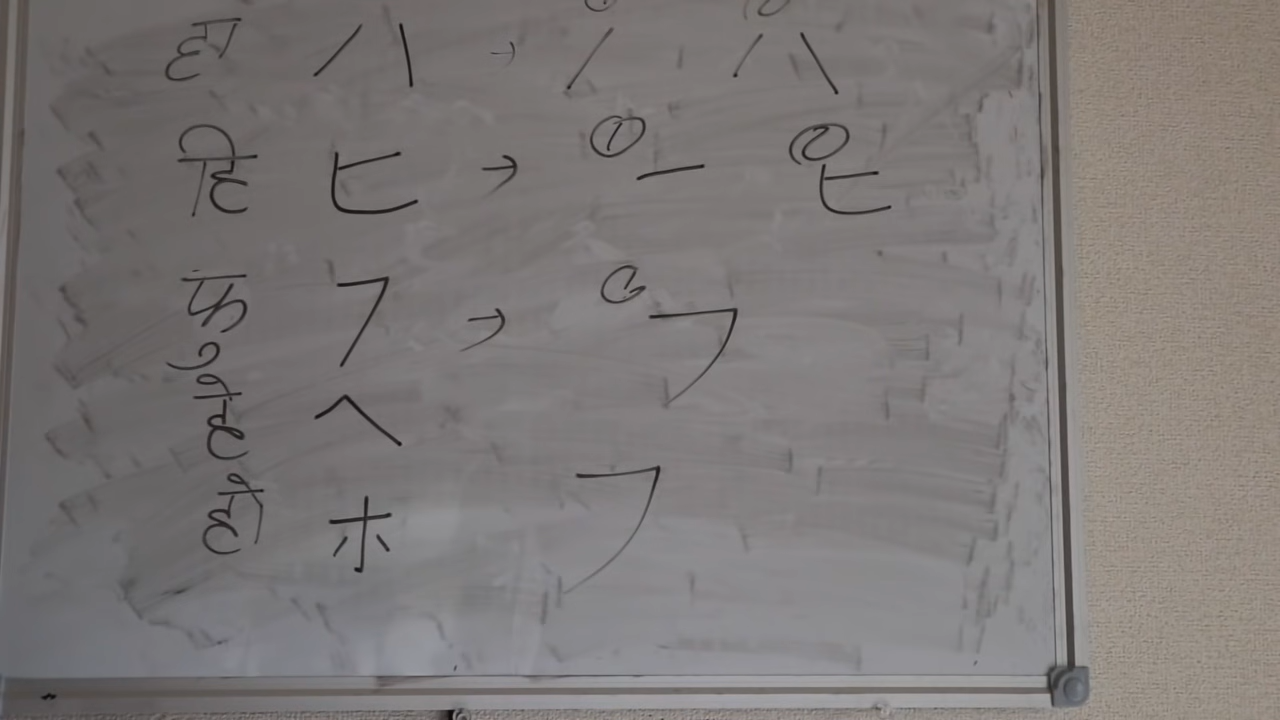 हा ハ → ノ ハ
हि ヒ → ① 一 ② ヒ
फु フ → ① フ
हे ヘ
हो ホ フ